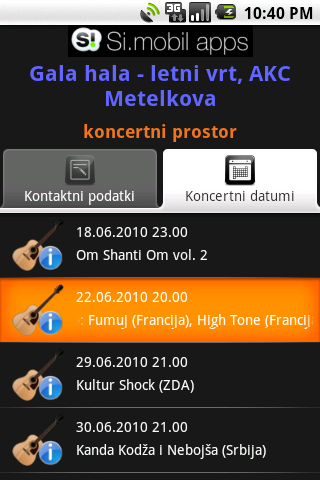 10:40 PM
3G
S! Si.mobil apps
Gala hala - letni vrt, AKC
Metelkova
koncertni prostor
Kontaktni podatki
Koncertni datumi
18.06.2010 23.00
Om Shanti Om vol. 2
22.06.2010 20.00
: Fumuj (Francija), High Tone (Francij
29.06.2010 21.00
Kultur Shock (ZDA)
30.06.2010 21.00
Kanda Kodža i Nebojša (Srbija)